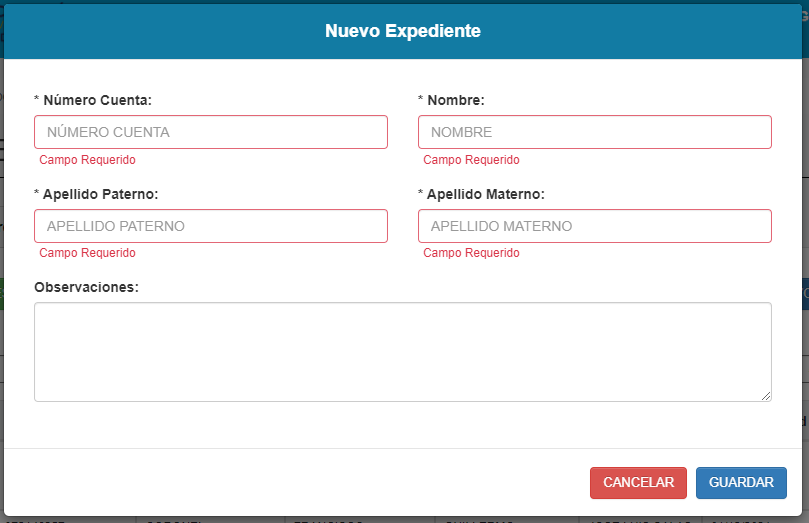 Nuevo Expediente
* Número Cuenta: * Nombre:
NÚMERO CUENTA NOMBRE
Campo Requerido Campo Requerido
* Apellido Paterno: * Apellido Materno:
APELLIDO PATERNO APELLIDO MATERNO
Campo Requerido Campo Requerido
Observaciones:
CANCELAR GUARDAR